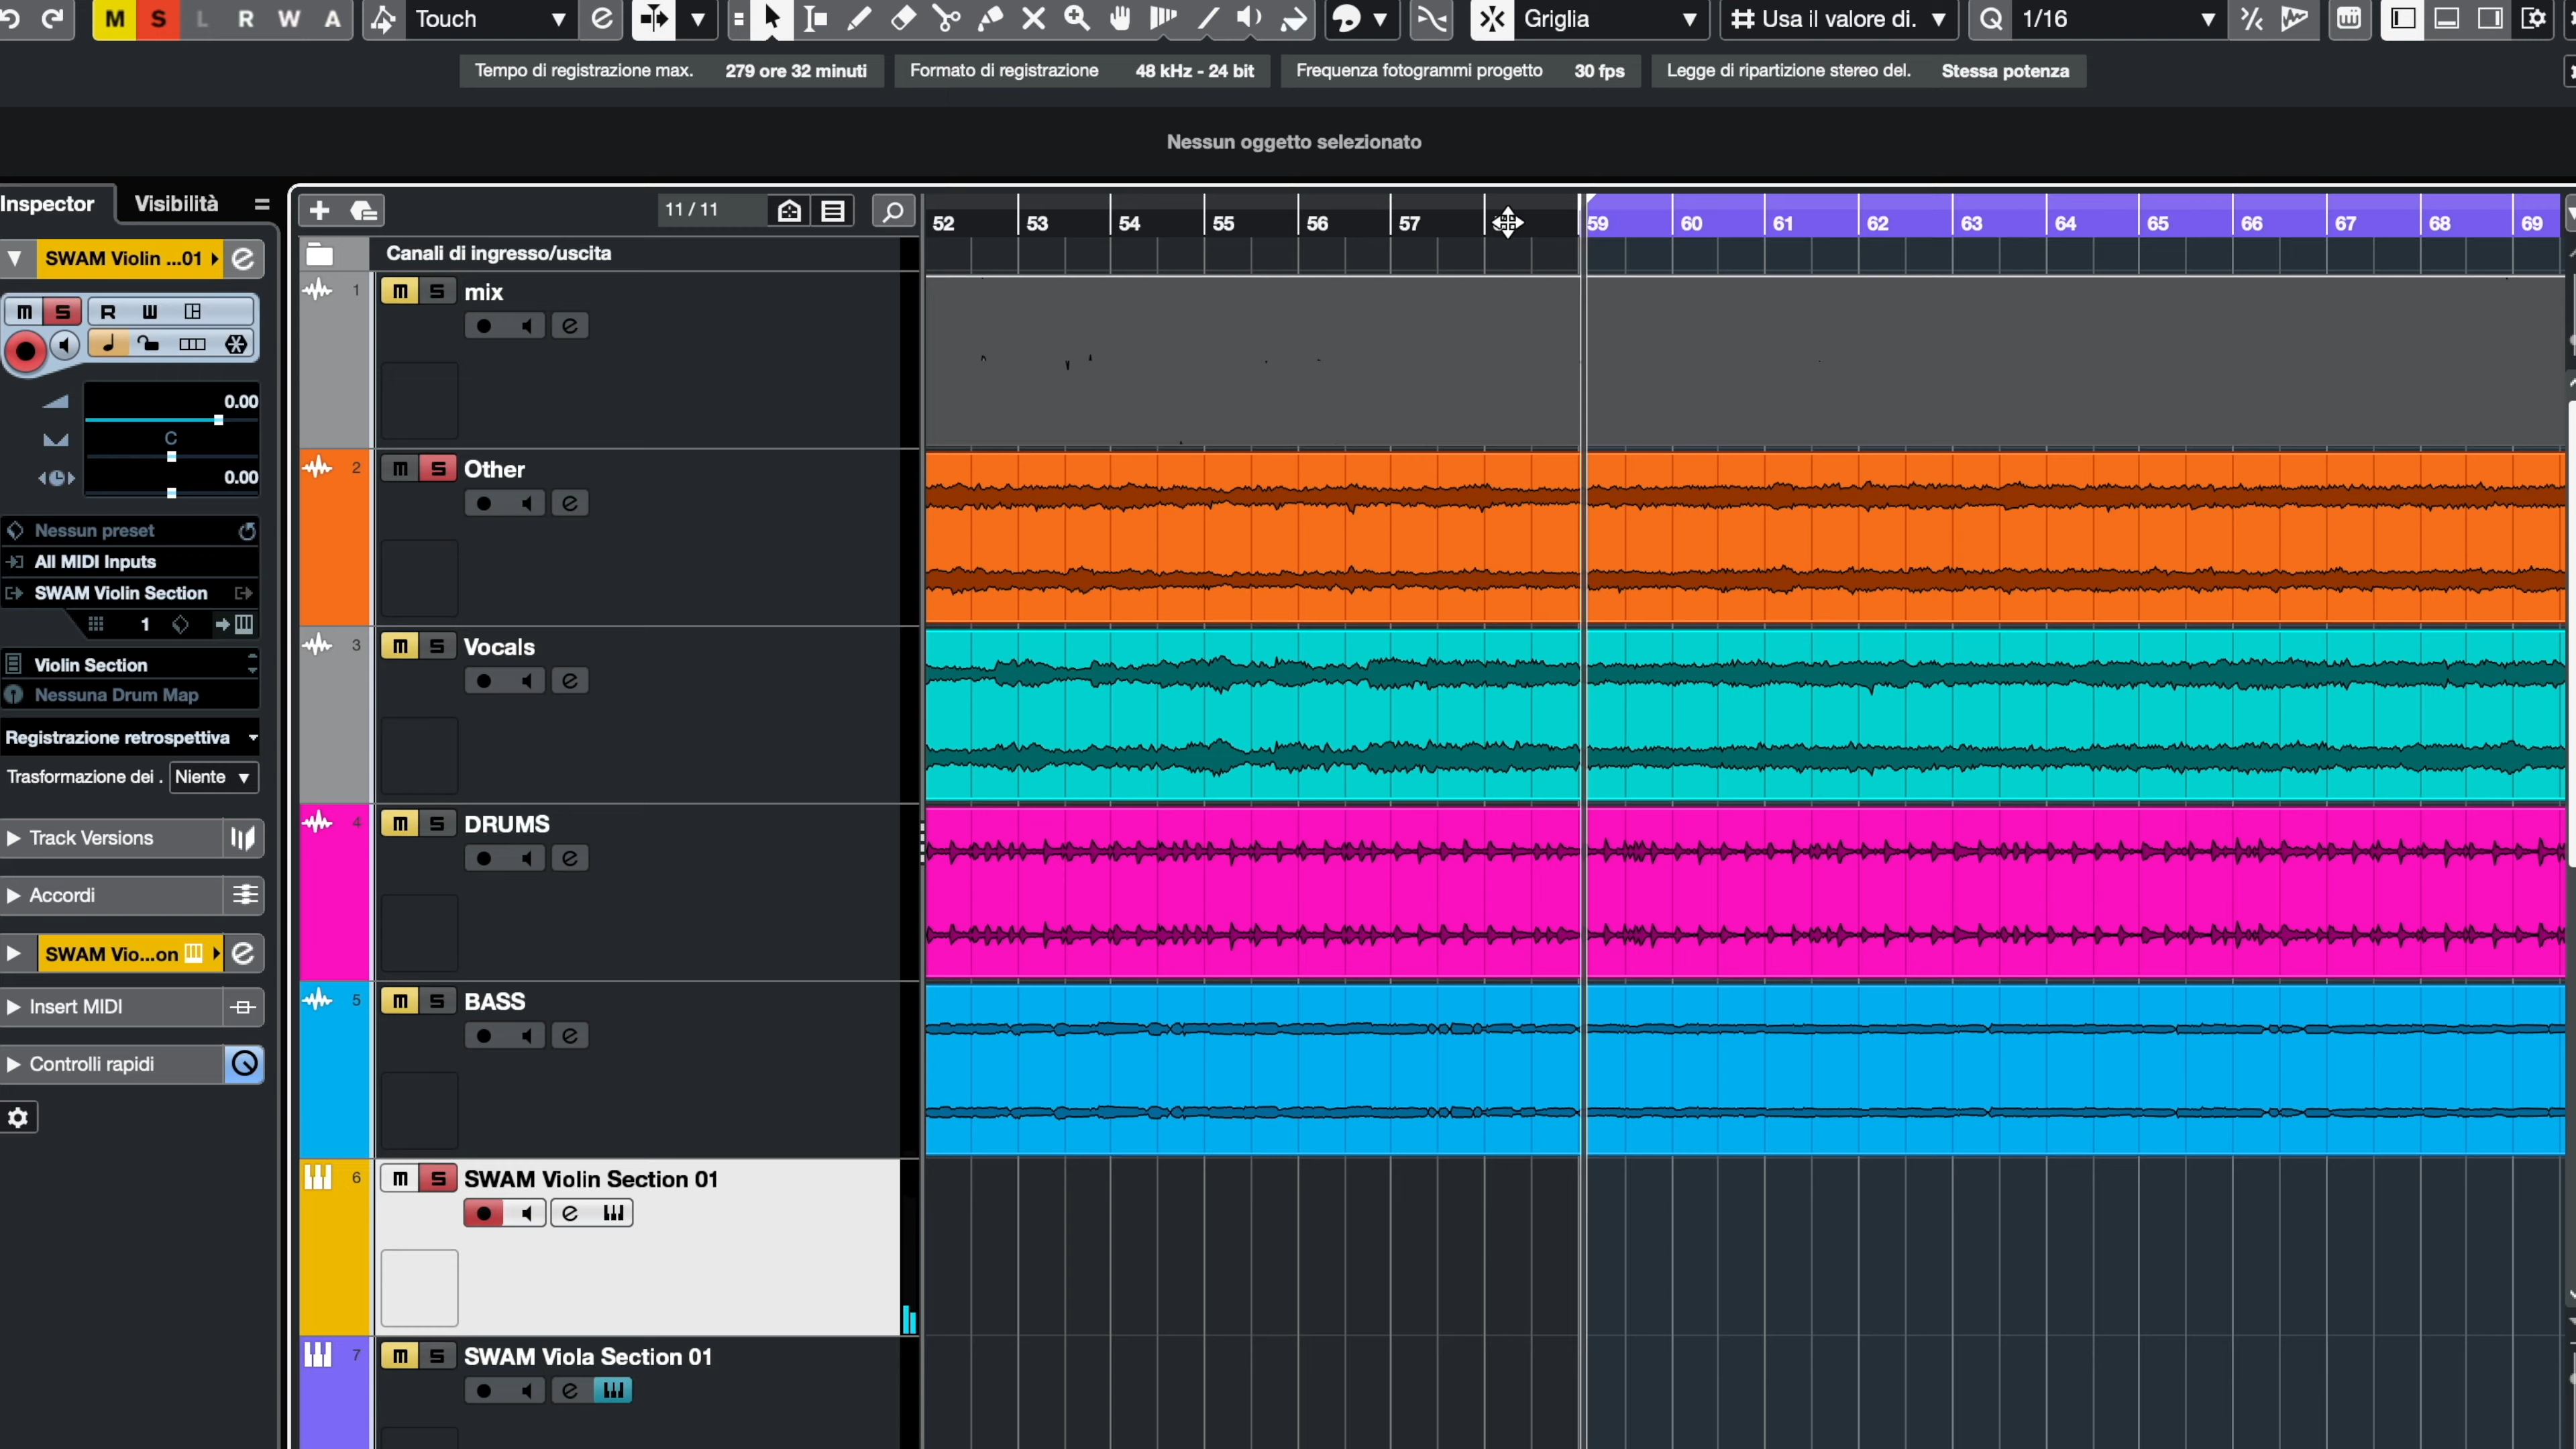 M S L R W A Touch Griglia Usa il valore di. 1/16
Tempo di registrazione max. 279 ore 32 minuti Formato di registrazione 48 kHz - 24 bit Frequenza fotogrammi progetto 30 fps Legge di ripartizione stereo del. Stessa potenza
Nessun oggetto selezionato
Inspector Visibilità
11 / 11
52 53 54 55 56 57 59 60 61 62 63 64 65 66 67 68 69
SWAM Violin ...01
Canali di ingresso/uscita
m S R W
0.00
C
0.00
Nessun preset
All MIDI Inputs
SWAM Violin Section
1
Violin Section
Nessuna Drum Map
Registrazione retrospettiva
Trasformazione dei . Niente
Track Versions
Accordi
SWAM Vio...on
Insert MIDI
Controlli rapidi
1 m S mix
2 m S Other
3 m S Vocals
4 m S DRUMS
5 m S BASS
6 m S SWAM Violin Section 01
7 m S SWAM Viola Section 01